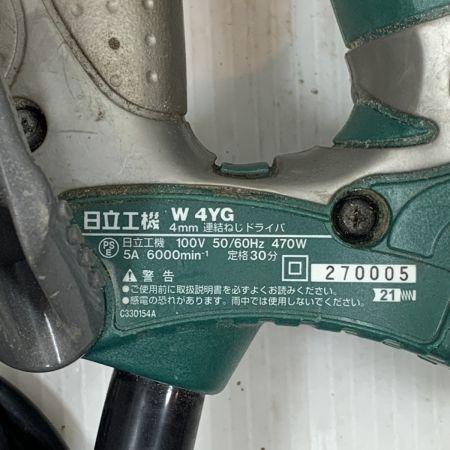 日立工機 W 4YG
4mm 連結ねじドライバ
PS E 日立工機 100V 50/60Hz 470W
5A 6000min⁻¹ 定格30分
270005
⚠ 警告
21
●ご使用前に取扱説明書を必ずよくお読みください。
●感電の恐れがあります。雨中では使用しないでください。
C330154A